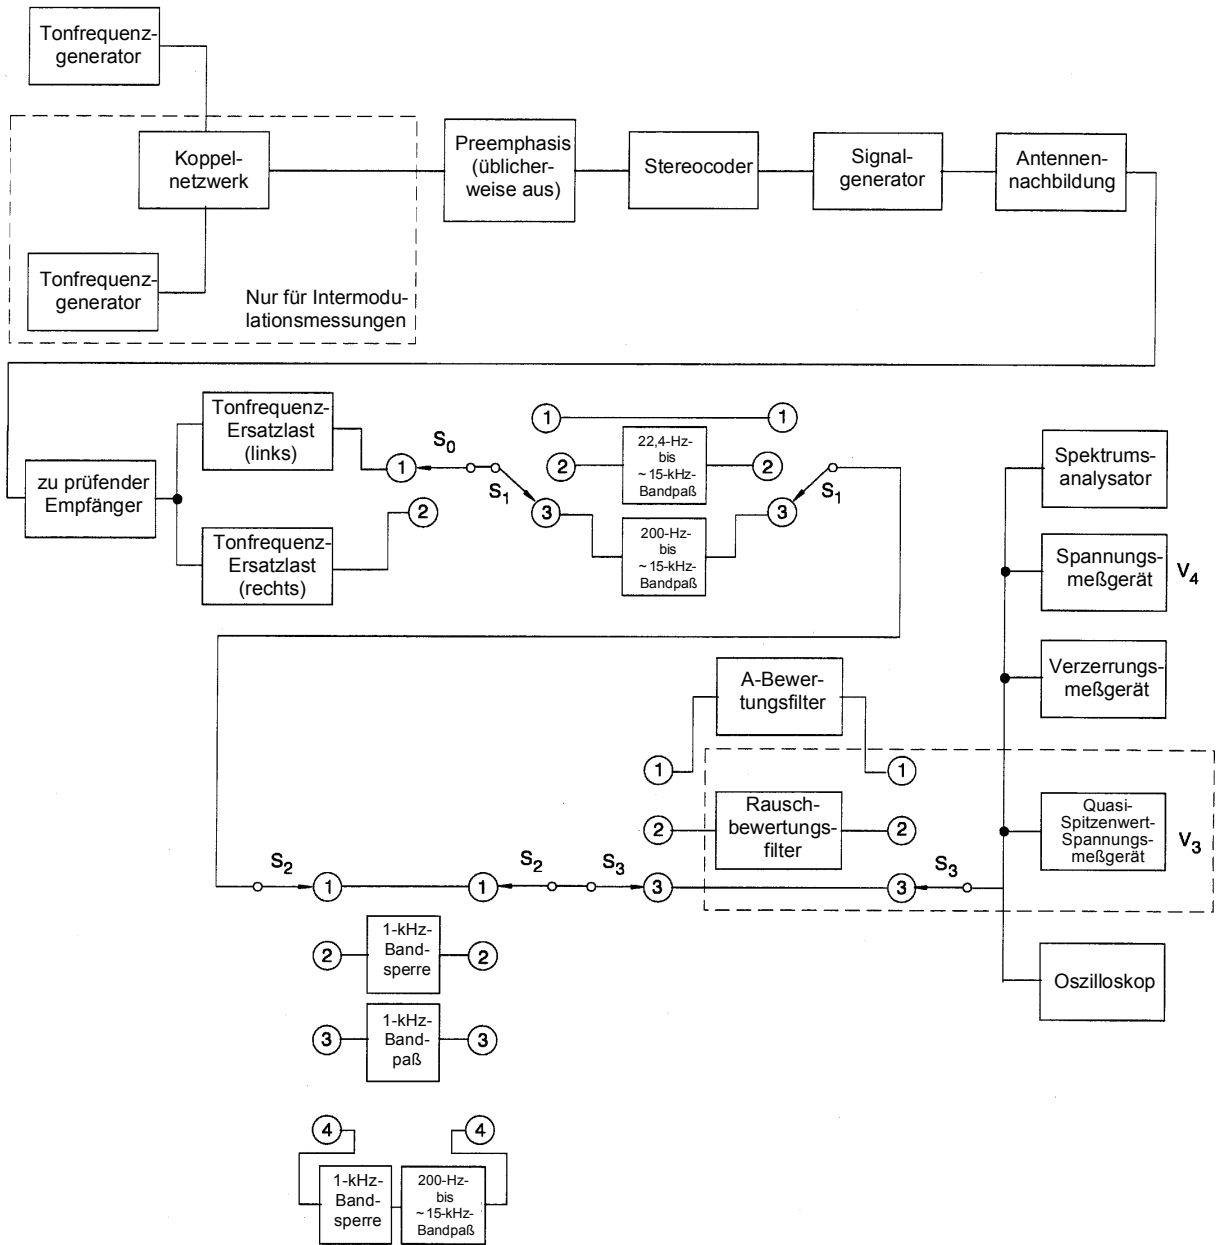 Tonfrequenz-
generator
Koppel-
netzwerk
Preemphasis
(üblicher-
weise aus)
Stereocoder
Signal-
generator
Antennen-
nachbildung
Tonfrequenz-
generator
Nur für Intermodu-
lationsmessungen
zu prüfender
Empfänger
Tonfrequenz-
Ersatzlast
(links)
Tonfrequenz-
Ersatzlast
(rechts)
1
2
S0
S1
3
1
1
2
22,4-Hz-
bis
~15-kHz-
Bandpaß
2
200-Hz-
bis
~15-kHz-
Bandpaß
3
S1
Spektrums-
analysator
Spannungs-
meßgerät
V4
Verzerrungs-
meßgerät
A-Bewer-
tungsfilter
1
1
2
Rausch-
bewertungs-
filter
2
Quasi-
Spitzenwert-
Spannungs-
meßgerät
V3
S2
1
1
S2
S3
3
3
S3
2
1-kHz-
Band-
sperre
2
3
1-kHz-
Band-
paß
3
Oszilloskop
4
4
1-kHz-
Band-
sperre
200-Hz-
bis
~15-kHz-
Bandpaß